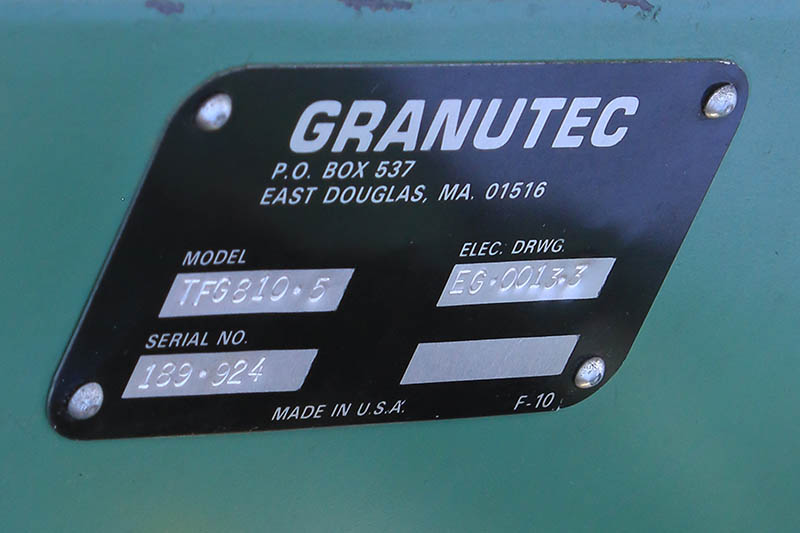 GRANUTEC
P.O. BOX 537
EAST DOUGLAS, MA. 01516
MODEL
TFG810·5
ELEC. DRWG.
EG·0013·3
SERIAL NO.
189·924
MADE IN U.S.A.
F-10